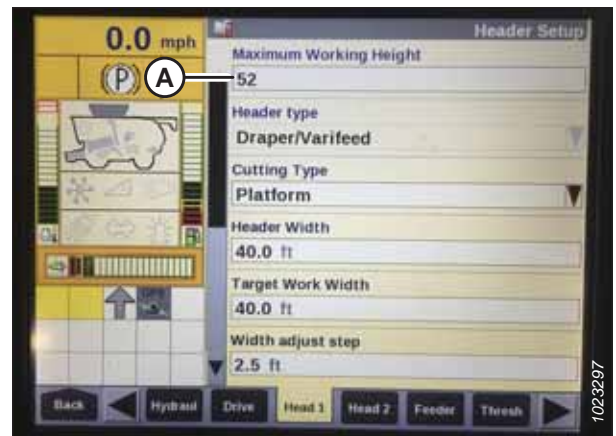 0.0 mph
Header Setup
(P)
A
Maximum Working Height
52
Header type
Draper/Varifeed
Cutting Type
Platform
Header Width
40.0 ft
Target Work Width
40.0 ft
Width adjust step
2.5 ft
Back
Hydraul
Drive
Head 1
Head 2
Feeder
Thresh
1023297